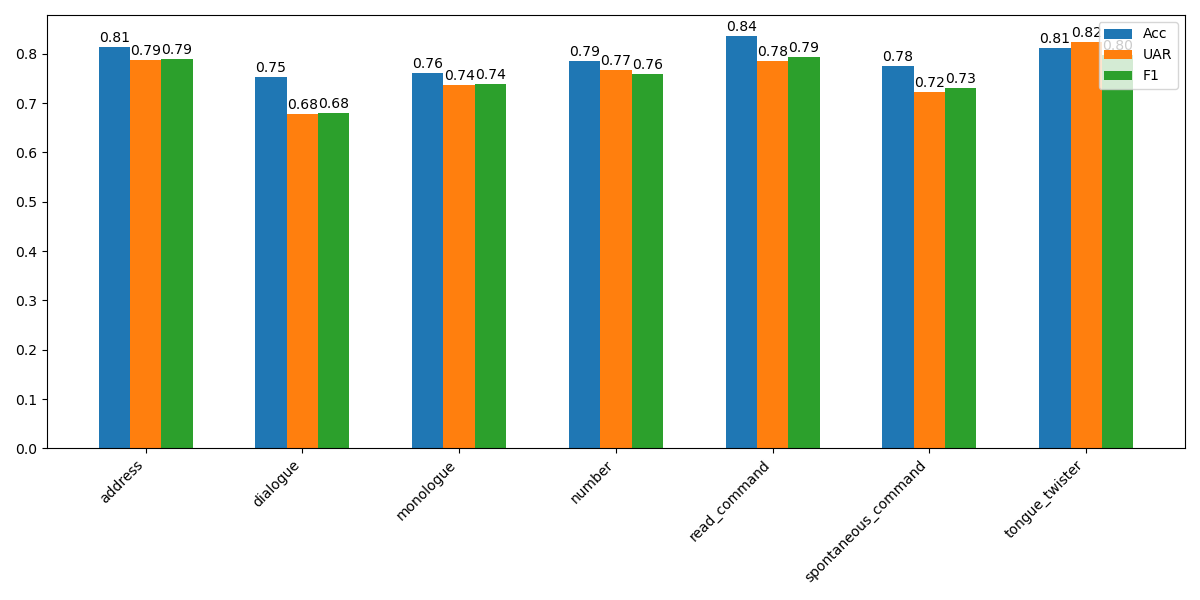 0.81 0.79 0.79 0.75 0.68 0.68 0.76 0.74 0.74 0.79 0.77 0.76 0.84 0.78 0.79 0.78 0.72 0.73 0.81 0.82 0.80
Acc
UAR
F1
0.8
0.7
0.6
0.5
0.4
0.3
0.2
0.1
0.0
address dialogue monologue number read_command spontaneous_command tongue_twister